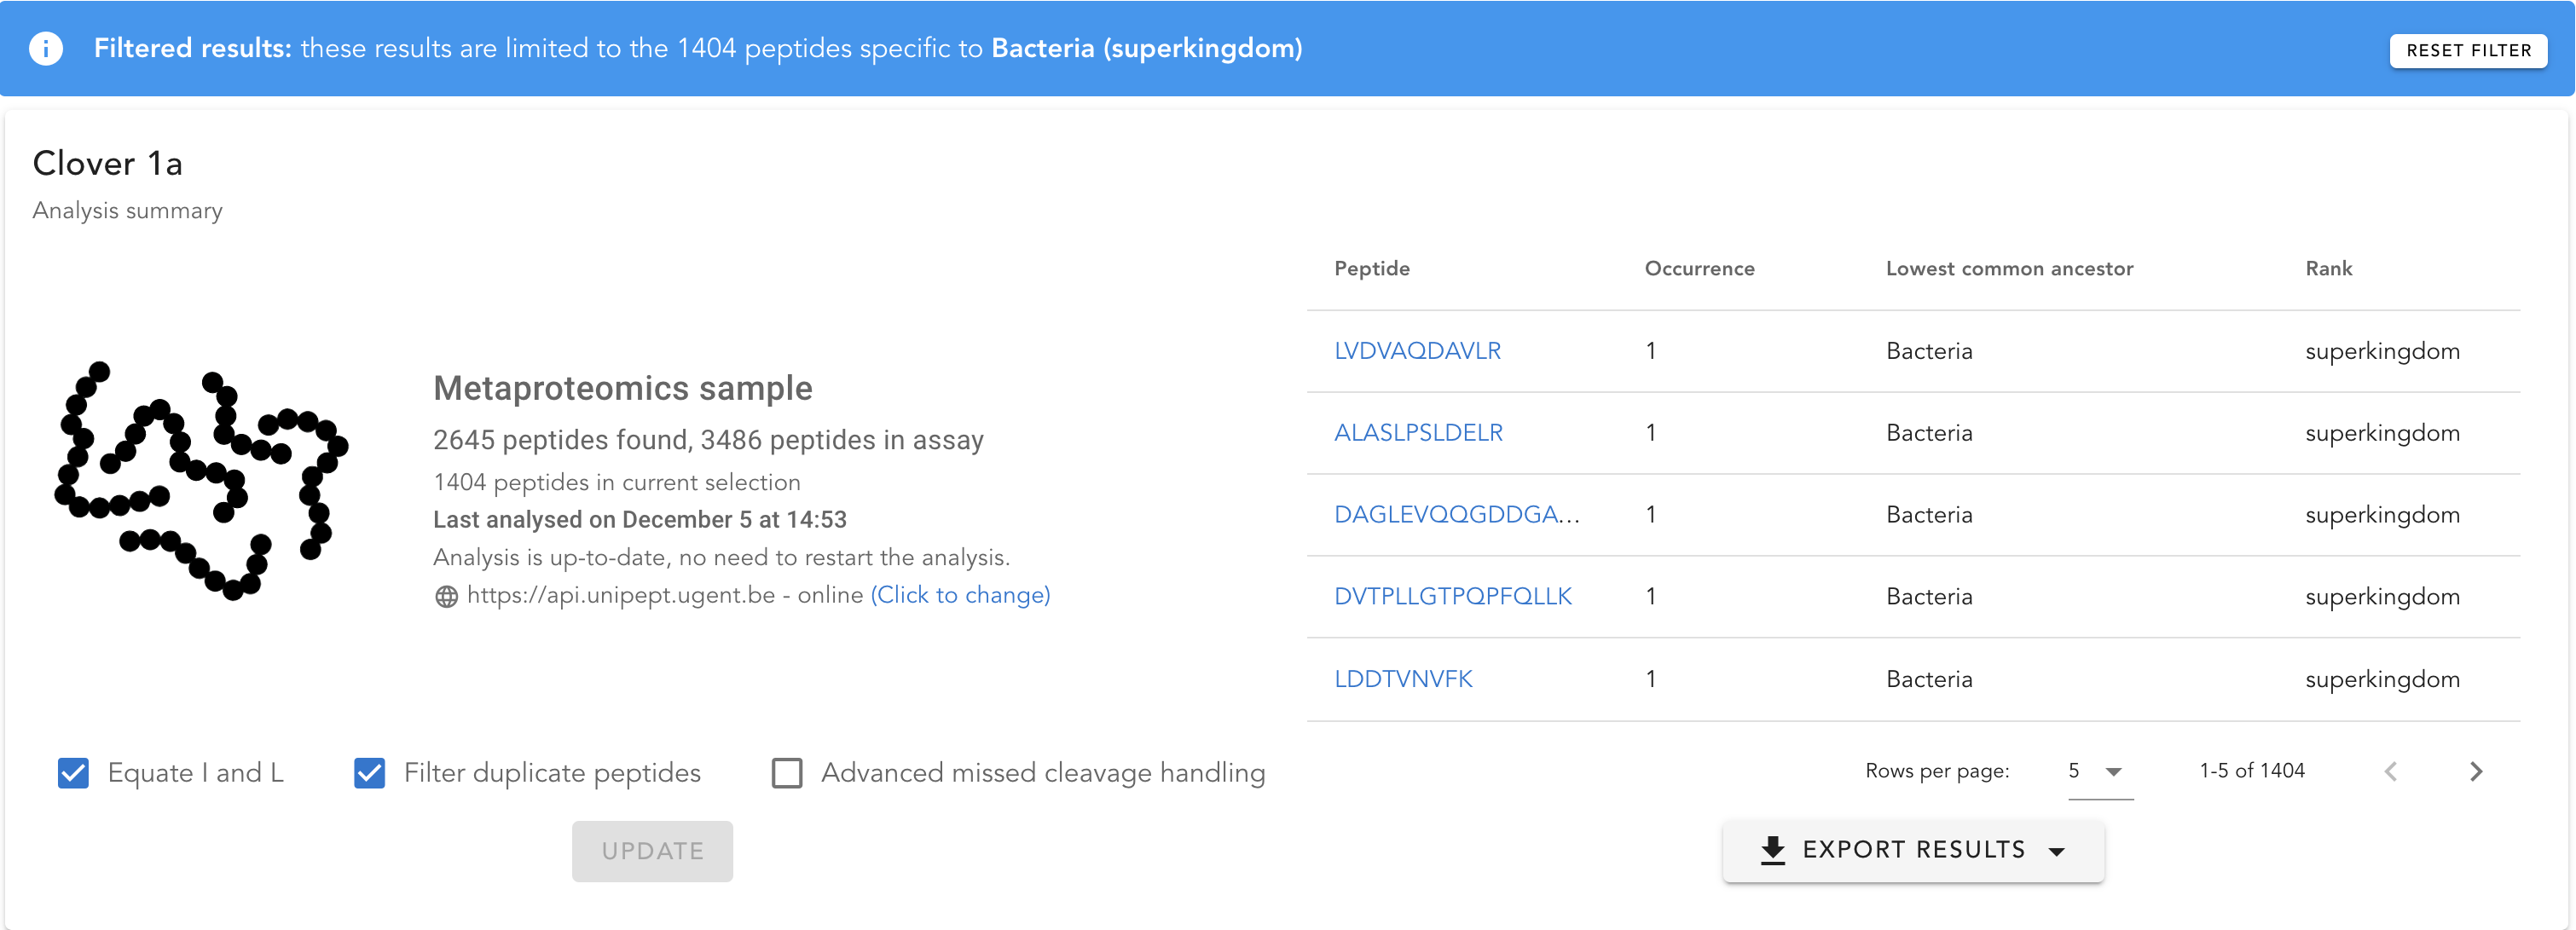 Filtered results: these results are limited to the 1404 peptides specific to Bacteria (superkingdom)
RESET FILTER
Clover 1a
Analysis summary
Metaproteomics sample
2645 peptides found, 3486 peptides in assay
1404 peptides in current selection
Last analysed on December 5 at 14:53
Analysis is up-to-date, no need to restart the analysis.
https://api.unipept.ugent.be - online (Click to change)
Equate I and L
Filter duplicate peptides
Advanced missed cleavage handling
UPDATE
Peptide Occurrence Lowest common ancestor Rank
LVDVAQDAVLR 1 Bacteria superkingdom
ALASLPSLDELR 1 Bacteria superkingdom
DAGLEVQQGDDGA... 1 Bacteria superkingdom
DVTPLLGTPQPFQLLK 1 Bacteria superkingdom
LDDTVNVFK 1 Bacteria superkingdom
Rows per page: 5 1-5 of 1404
EXPORT RESULTS